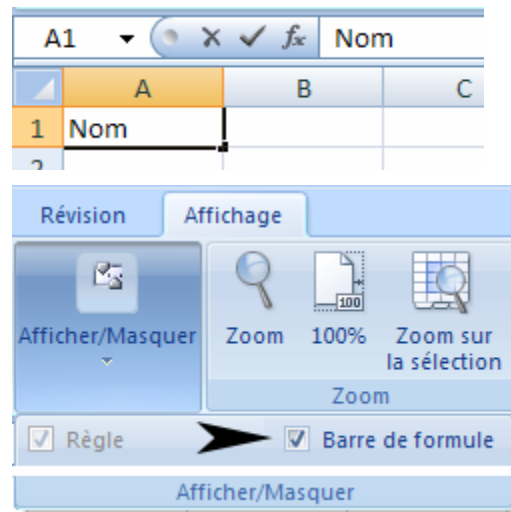 A1 fx Nom
A B C
1 Nom
2
Révision Affichage
100
Afficher/Masquer Zoom 100% Zoom sur
la sélection
Zoom
Règle Barre de formule
Afficher/Masquer